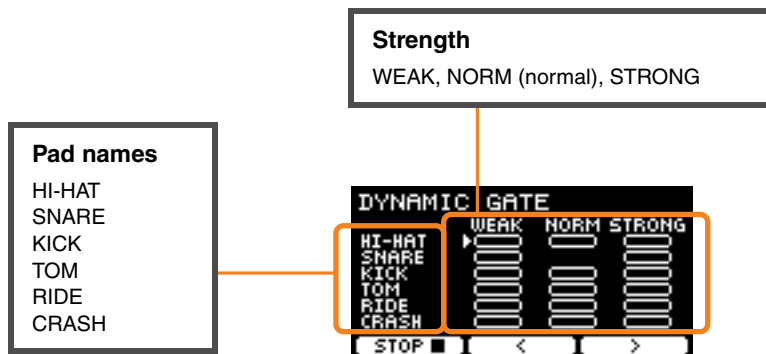 Strength
WEAK, NORM (normal), STRONG
Pad names
HI-HAT
SNARE
KICK
TOM
RIDE
CRASH
DYNAMIC GATE
WEAK NORM STRONG
HI-HAT
SNARE
KICK
TOM
RIDE
CRASH
STOP ■ < >